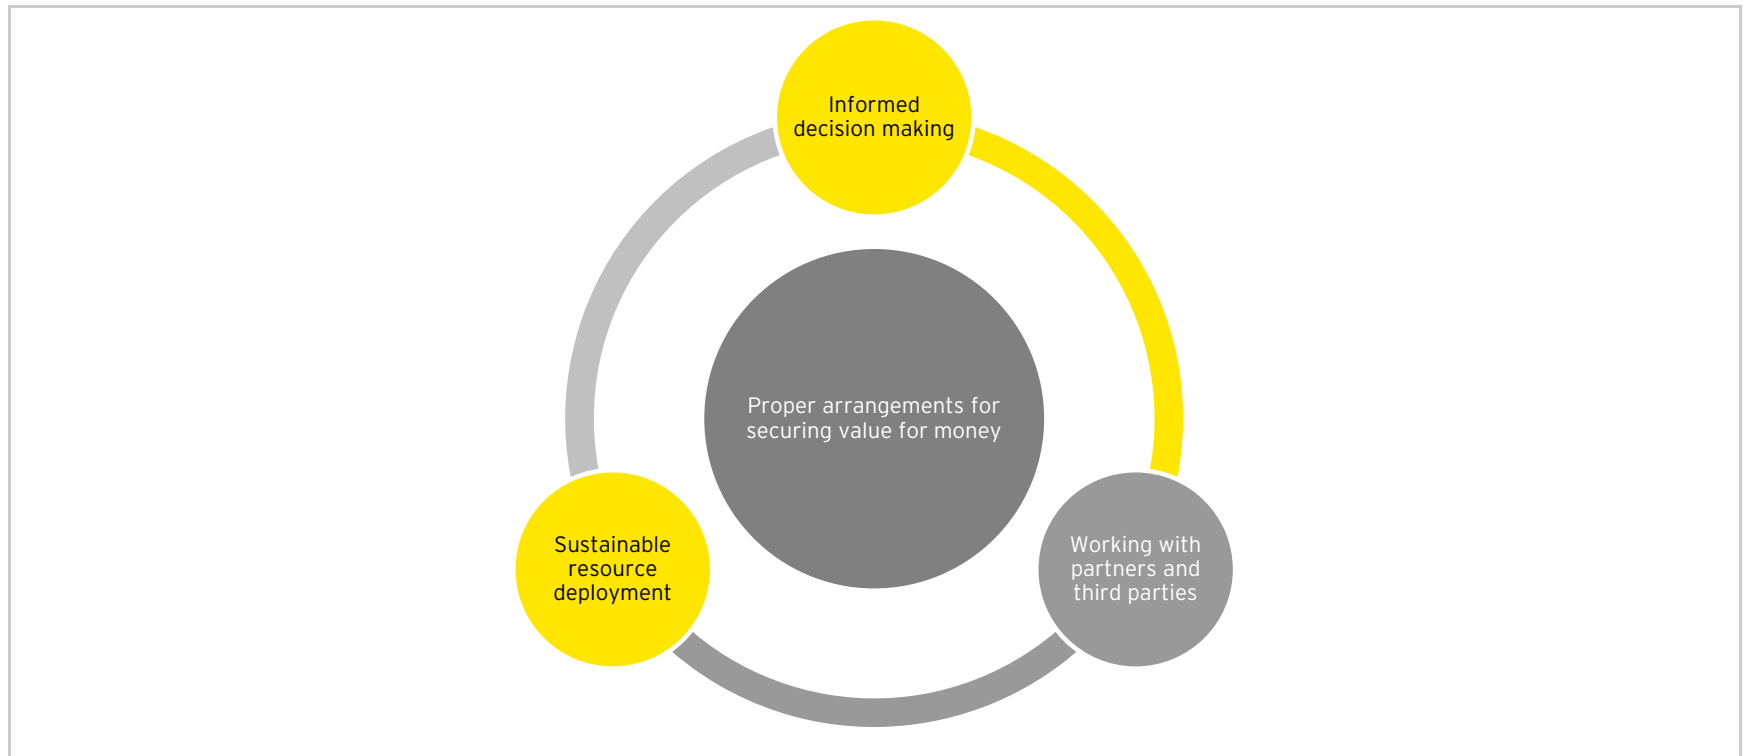 Informed
decision making
Proper arrangements for
securing value for money
Sustainable
resource
deployment
Working with
partners and
third parties